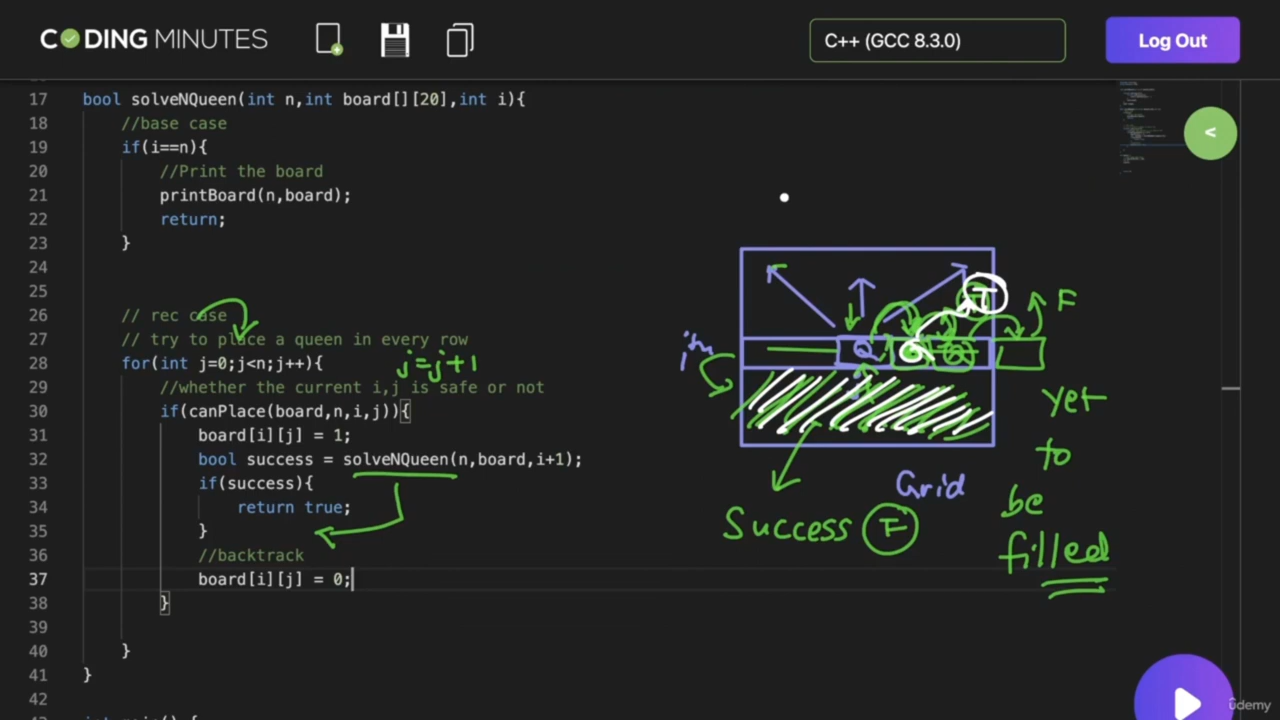 CODING MINUTES
C++ (GCC 8.3.0)
Log Out
<
17 bool solveNQueen(int n,int board[][20],int i){
18 //base case
19 if(i==n){
20 //Print the board
21 printBoard(n,board);
22 return;
23 }
24
25
26 // rec case
27 // try to place a queen in every row
28 for(int j=0;j<n;j++){
j=j+1
29 //whether the current i,j is safe or not
30 if(canPlace(board,n,i,j)){
31 board[i][j] = 1;
32 bool success = solveNQueen(n,board,i+1);
33 if(success){
34 return true;
35 }
36 //backtrack
37 board[i][j] = 0;
38 }
39
40 }
41 }
42
T
F
ith
Q
Q
Q
yet
to
be
filled
Grid
Success F
ûdemy